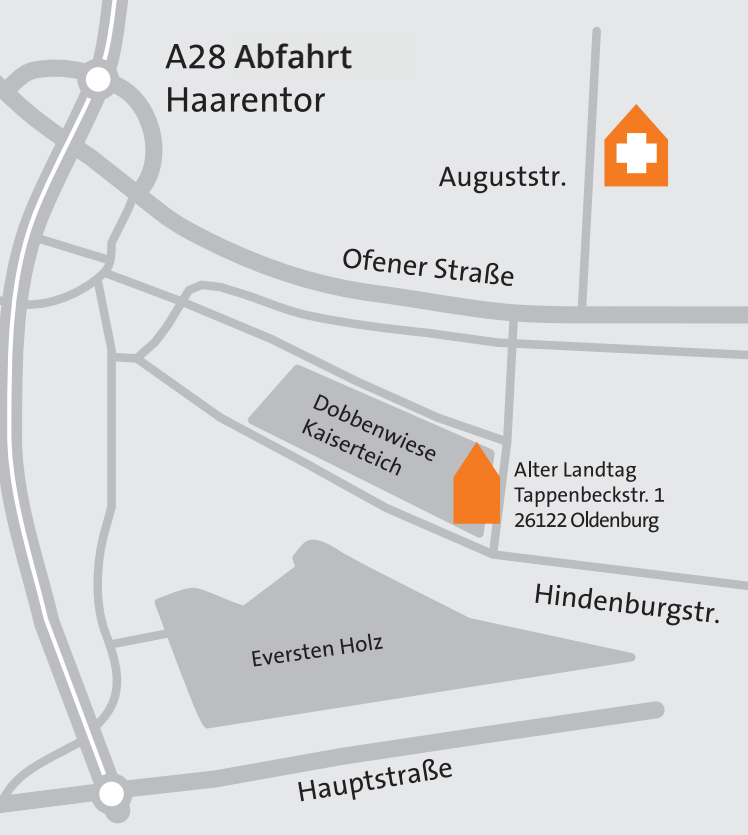 A28 Abfahrt
Haarentor
Auguststr.
Ofener Straße
Dobbenwiese
Kaiserteich
Alter Landtag
Tappenbeckstr. 1
26122 Oldenburg
Hindenburgstr.
Eversten Holz
Hauptstraße